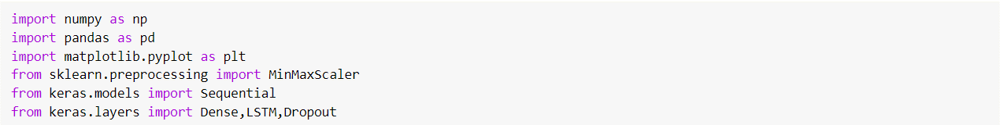 import numpy as np
import pandas as pd
import matplotlib.pyplot as plt
from sklearn.preprocessing import MinMaxScaler
from keras.models import Sequential
from keras.layers import Dense,LSTM,Dropout